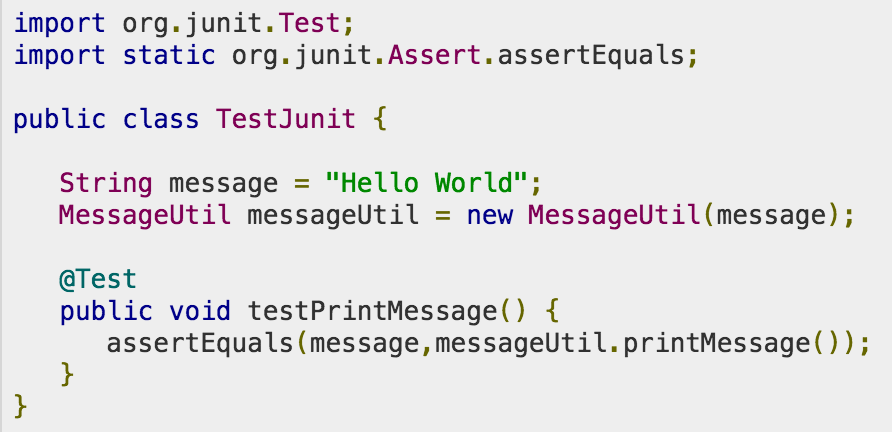 import org.junit.Test;
import static org.junit.Assert.assertEquals;
public class TestJunit {
String message = "Hello World";
MessageUtil messageUtil = new MessageUtil(message);
@Test
public void testPrintMessage() {
assertEquals(message,messageUtil.printMessage());
}
}